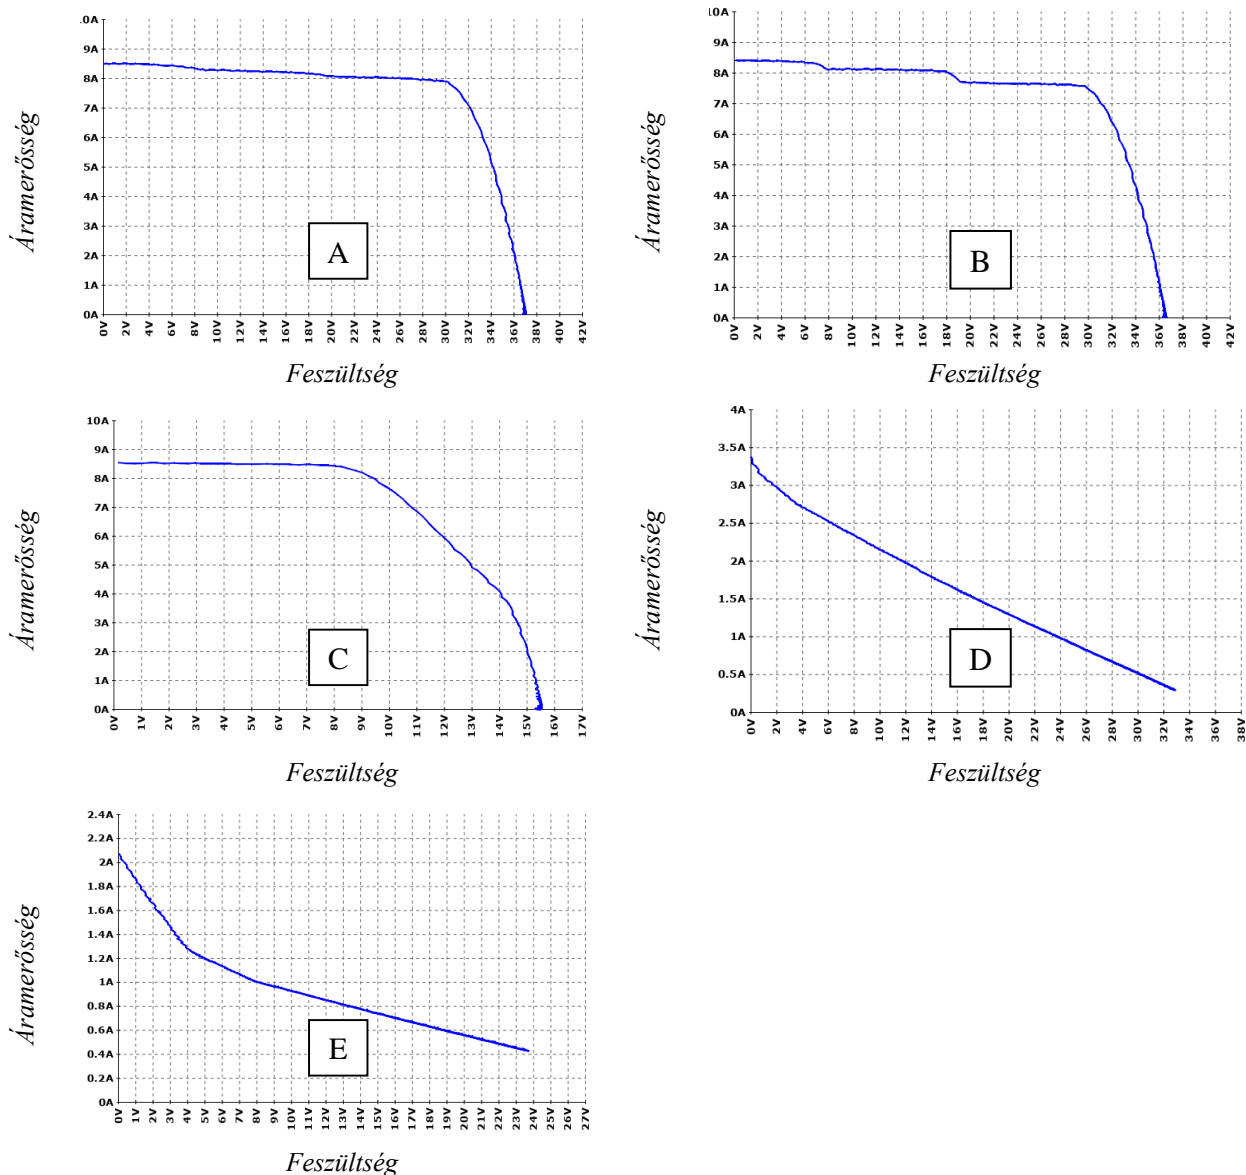 .0A
9A
8A
7A
6A
5A
4A
3A
2A
1A
0A
0V 2V 4V 6V 8V 10V 12V 14V 16V 18V 20V 22V 24V 26V 28V 30V 32V 34V 36V 38V 40V 42V
Áramerősség
A
Feszültség
.0A
9A
8A
7A
6A
5A
4A
3A
2A
1A
0A
0V 2V 4V 6V 8V 10V 12V 14V 16V 18V 20V 22V 24V 26V 28V 30V 32V 34V 36V 38V 40V 42V
Áramerősség
B
Feszültség
10A
9A
8A
7A
6A
5A
4A
3A
2A
1A
0A
0V 1V 2V 3V 4V 5V 6V 7V 8V 9V 10V 11V 12V 13V 14V 15V 16V 17V
Áramerősség
C
Feszültség
4A
3.5A
3A
2.5A
2A
1.5A
1A
0.5A
0A
0V 2V 4V 6V 8V 10V 12V 14V 16V 18V 20V 22V 24V 26V 28V 30V 32V 34V 36V 38V
Áramerősség
D
Feszültség
2.4A
2.2A
2A
1.8A
1.6A
1.4A
1.2A
1A
0.8A
0.6A
0.4A
0.2A
0A
0V 1V 2V 3V 4V 5V 6V 7V 8V 9V 10V 11V 12V 13V 14V 15V 16V 17V 18V 19V 20V 21V 22V 23V 24V 25V 26V 27V
Áramerősség
E
Feszültség